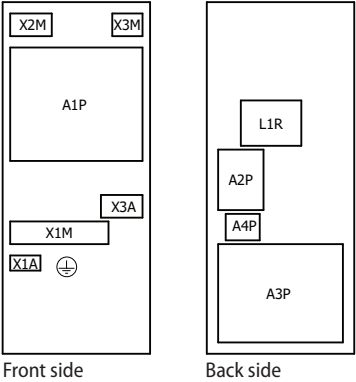 X2M X3M
A1P
X3A
X1M
X1A
Front side
L1R
A2P
A4P
A3P
Back side